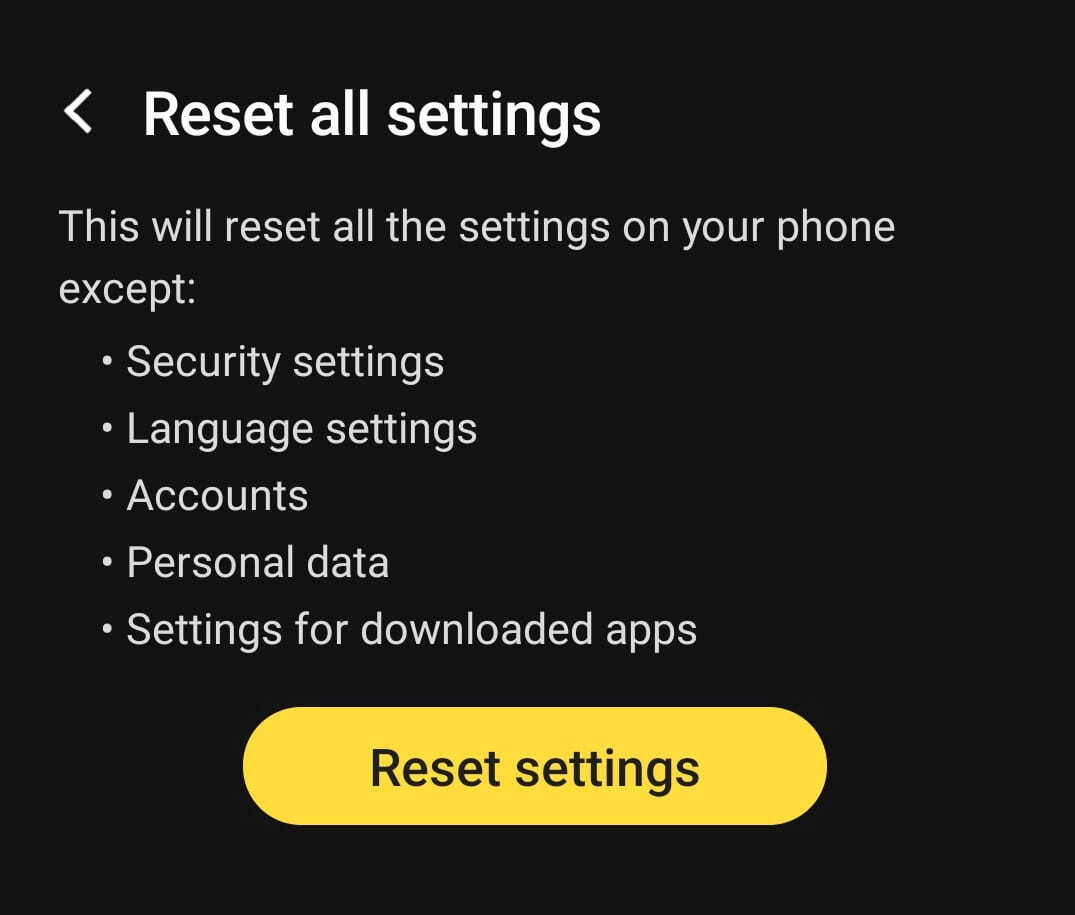 Reset all settings
This will reset all the settings on your phone
except:
• Security settings
• Language settings
• Accounts
• Personal data
• Settings for downloaded apps
Reset settings